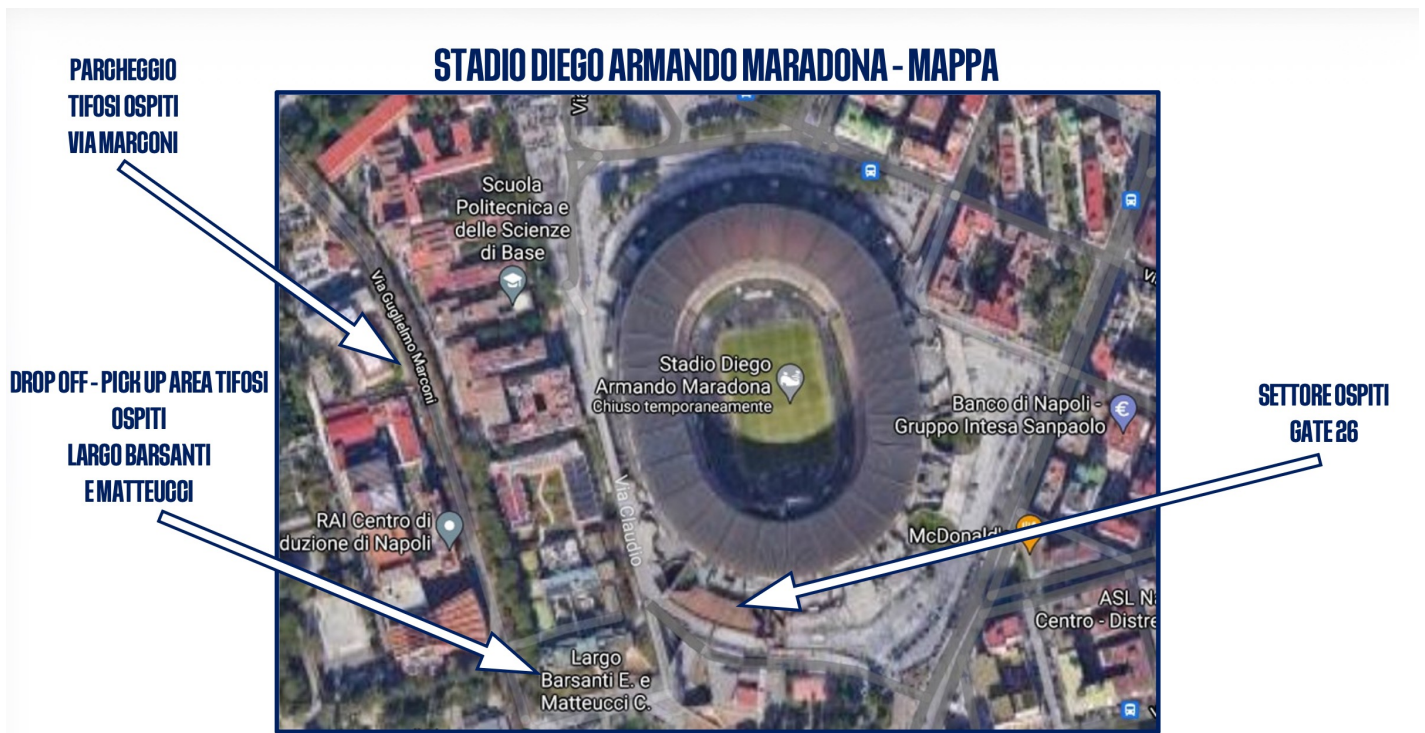 STADIO DIEGO ARMANDO MARADONA - MAPPA
PARCHEGGIO
TIFOSI OSPITI
VIA MARCONI
DROP OFF - PICK UP AREA TIFOSI
OSPITI
LARGO BARSANTI
E MATTEUCCI
SETTORE OSPITI
GATE 26
Via
Scuola
Politecnica e
delle Scienze
di Base
Via Guglielmo Marconi
Stadio Diego
Armando Maradona
Chiuso temporaneamente
Banco di Napoli -
Gruppo Intesa Sanpaolo
€
Via Claudio
RAI Centro di
duzione di Napoli
McDonald'
ASL N
Centro - Distre
Largo
Barsanti E. e
Matteucci C.